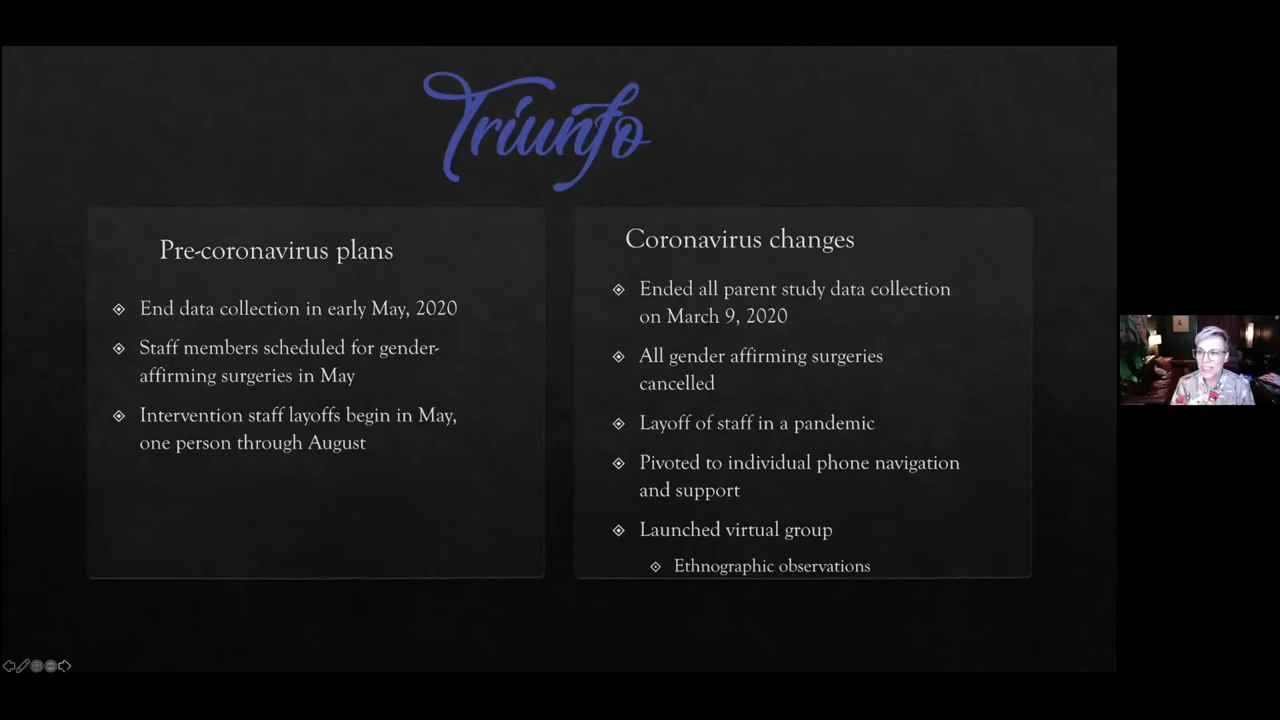 Triunfo
Pre-coronavirus plans
End data collection in early May, 2020
Staff members scheduled for gender-
affirming surgeries in May
Intervention staff layoffs begin in May,
one person through August
Coronavirus changes
Ended all parent study data collection
on March 9, 2020
All gender affirming surgeries
cancelled
Layoff of staff in a pandemic
Pivoted to individual phone navigation
and support
Launched virtual group
Ethnographic observations